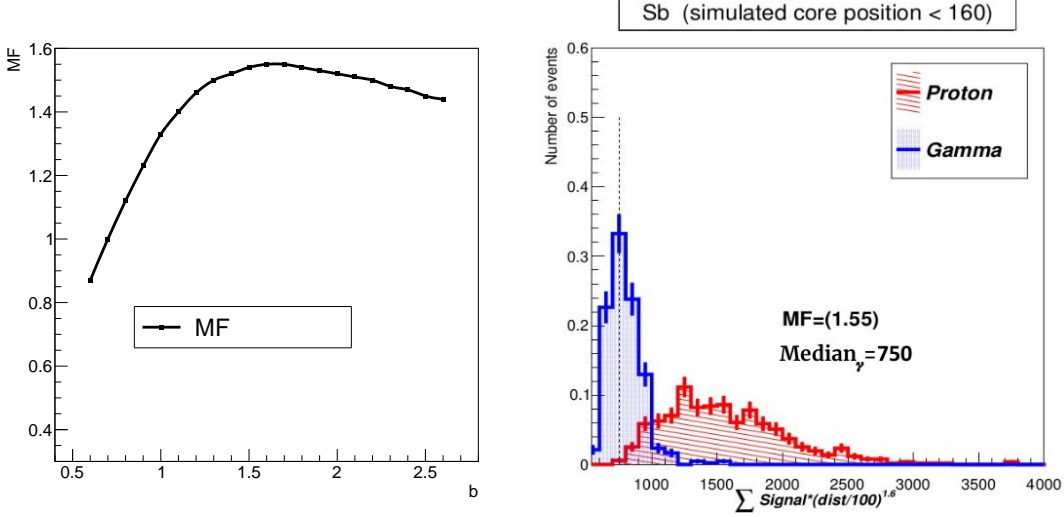 MF
1.6
1.4
1.2
1
0.8
0.6
0.4
MF
0.5
1
1.5
2
2.5
b
Sb (simulated core position < 160)
Number of events
0.6
0.5
0.4
0.3
0.2
0.1
0
Proton
Gamma
MF=(1.55)
Medianγ=750
1000
1500
2000
2500
3000
3500
4000
∑ Signal*(dist/100)^1.6